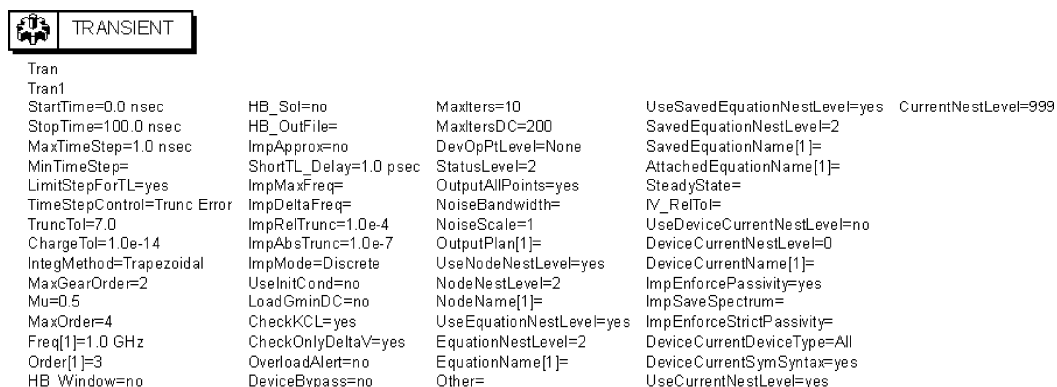 TRANSIENT
Tran
Tran1
StartTime=0.0 nsec
StopTime=100.0 nsec
MaxTimeStep=1.0 nsec
MinTimeStep=
LimitStepForTL=yes
TimeStepControl=Trunc Error
TruncTol=7.0
ChargeTol=1.0e-14
IntegMethod=Trapezoidal
MaxGearOrder=2
Mu=0.5
MaxOrder=4
Freq[1]=1.0 GHz
Order[1]=3
HB_Window=no
HB_Sol=no
HB_OutFile=
ImpApprox=no
ShortTL_Delay=1.0 psec
ImpMaxFreq=
ImpDeltaFreq=
ImpRelTrunc=1.0e-4
ImpAbsTrunc=1.0e-7
ImpMode=Discrete
UseInitCond=no
LoadGminDC=no
CheckKCL=yes
CheckOnlyDeltaV=yes
OverloadAlert=no
DeviceBypass=no
MaxIters=10
MaxItersDC=200
DevOpPtLevel=None
StatusLevel=2
OutputAllPoints=yes
NoiseBandwidth=
NoiseScale=1
OutputPlan[1]=
UseNodeNestLevel=yes
NodeNestLevel=2
NodeName[1]=
UseEquationNestLevel=yes
EquationNestLevel=2
EquationName[1]=
Other=
UseSavedEquationNestLevel=yes
SavedEquationNestLevel=2
SavedEquationName[1]=
AttachedEquationName[1]=
SteadyState=
IV_RelTol=
UseDeviceCurrentNestLevel=no
DeviceCurrentNestLevel=0
DeviceCurrentName[1]=
ImpEnforcePassivity=yes
ImpSaveSpectrum=
ImpEnforceStrictPassivity=
DeviceCurrentDeviceType=All
DeviceCurrentSymSyntax=yes
UseCurrentNestLevel=yes
CurrentNestLevel=999